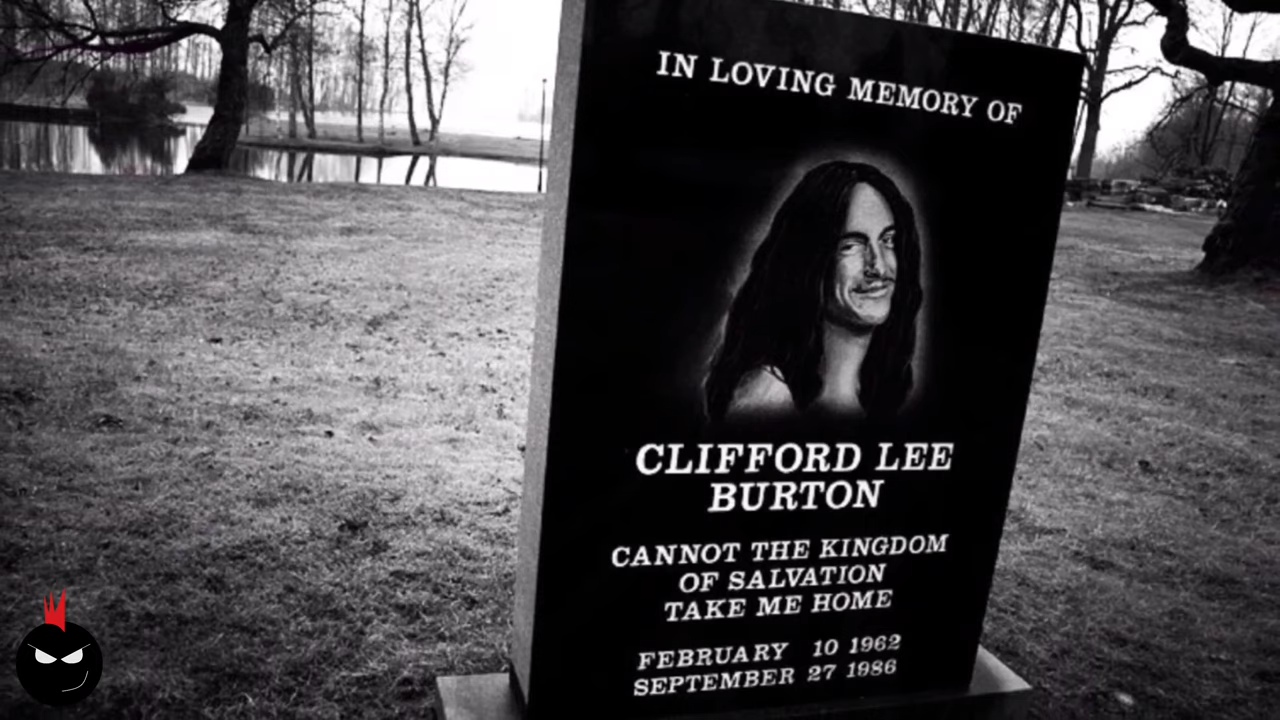 IN LOVING MEMORY OF
CLIFFORD LEE
BURTON
CANNOT THE KINGDOM
OF SALVATION
TAKE ME HOME
FEBRUARY 10 1962
SEPTEMBER 27 1986